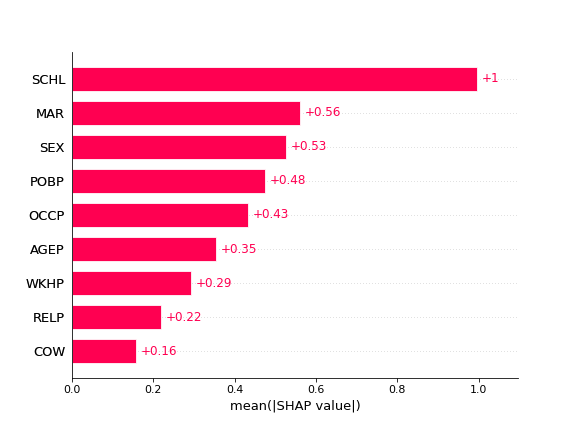 SCHL +1
MAR +0.56
SEX +0.53
POBP +0.48
OCCP +0.43
AGEP +0.35
WKHP +0.29
RELP +0.22
COW +0.16
0.0 0.2 0.4 0.6 0.8 1.0
mean(|SHAP value|)